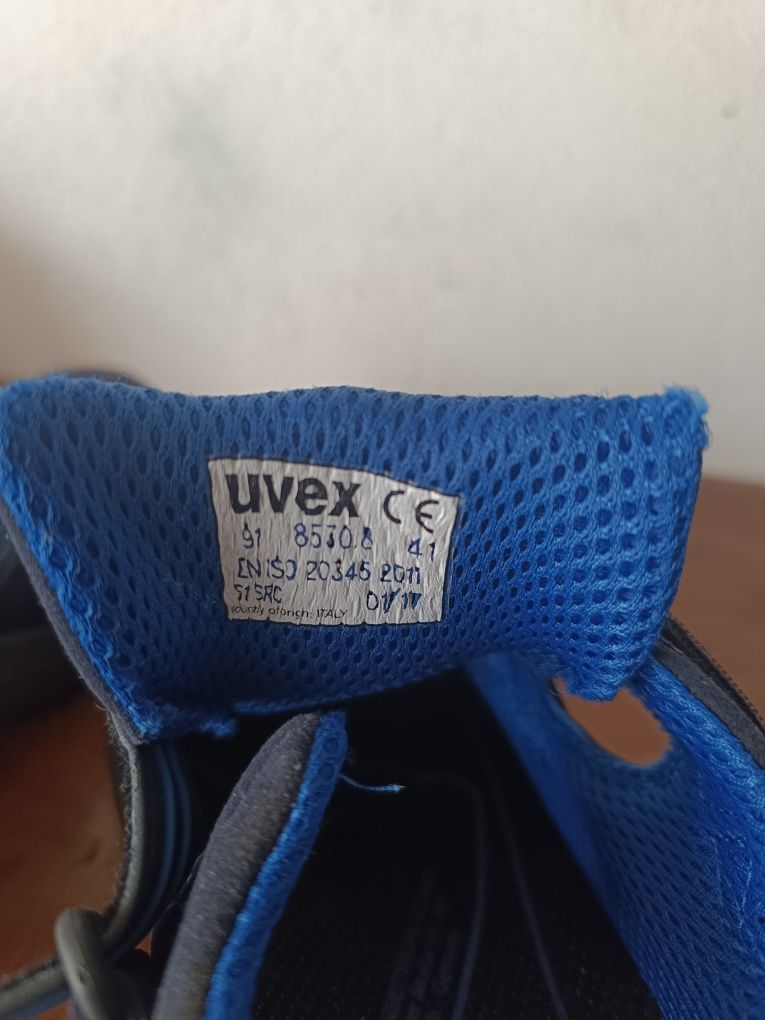 uvex CE
91 8530.8 41
EN ISO 20345 2011
S1 SRC 01/17
country of origin: ITALY